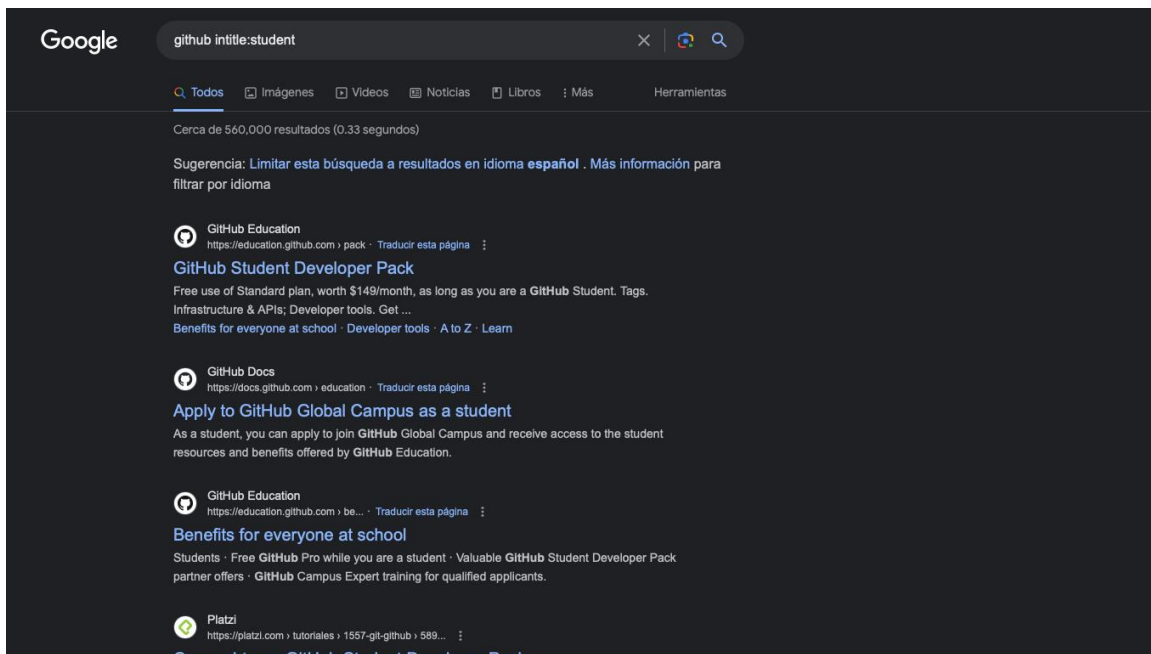 Google
github intitle:student
Todos Imágenes Videos Noticias Libros Más Herramientas
Cerca de 560,000 resultados (0.33 segundos)
Sugerencia: Limitar esta búsqueda a resultados en idioma español . Más información para
filtrar por idioma
GitHub Education
https://education.github.com › pack · Traducir esta página
GitHub Student Developer Pack
Free use of Standard plan, worth $149/month, as long as you are a GitHub Student. Tags.
Infrastructure & APIs; Developer tools. Get ...
Benefits for everyone at school · Developer tools · A to Z · Learn
GitHub Docs
https://docs.github.com › education · Traducir esta página
Apply to GitHub Global Campus as a student
As a student, you can apply to join GitHub Global Campus and receive access to the student
resources and benefits offered by GitHub Education.
GitHub Education
https://education.github.com › be... · Traducir esta página
Benefits for everyone at school
Students · Free GitHub Pro while you are a student · Valuable GitHub Student Developer Pack
partner offers · GitHub Campus Expert training for qualified applicants.
Platzi
https://platzi.com › tutoriales › 1557-git-github › 589...